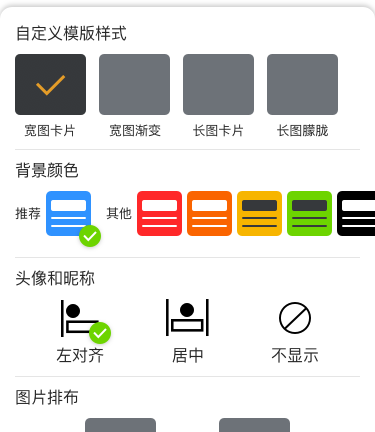 自定义模版样式
宽图卡片 宽图渐变 长图卡片 长图朦胧
背景颜色
推荐 其他
头像和昵称
左对齐 居中 不显示
图片排布